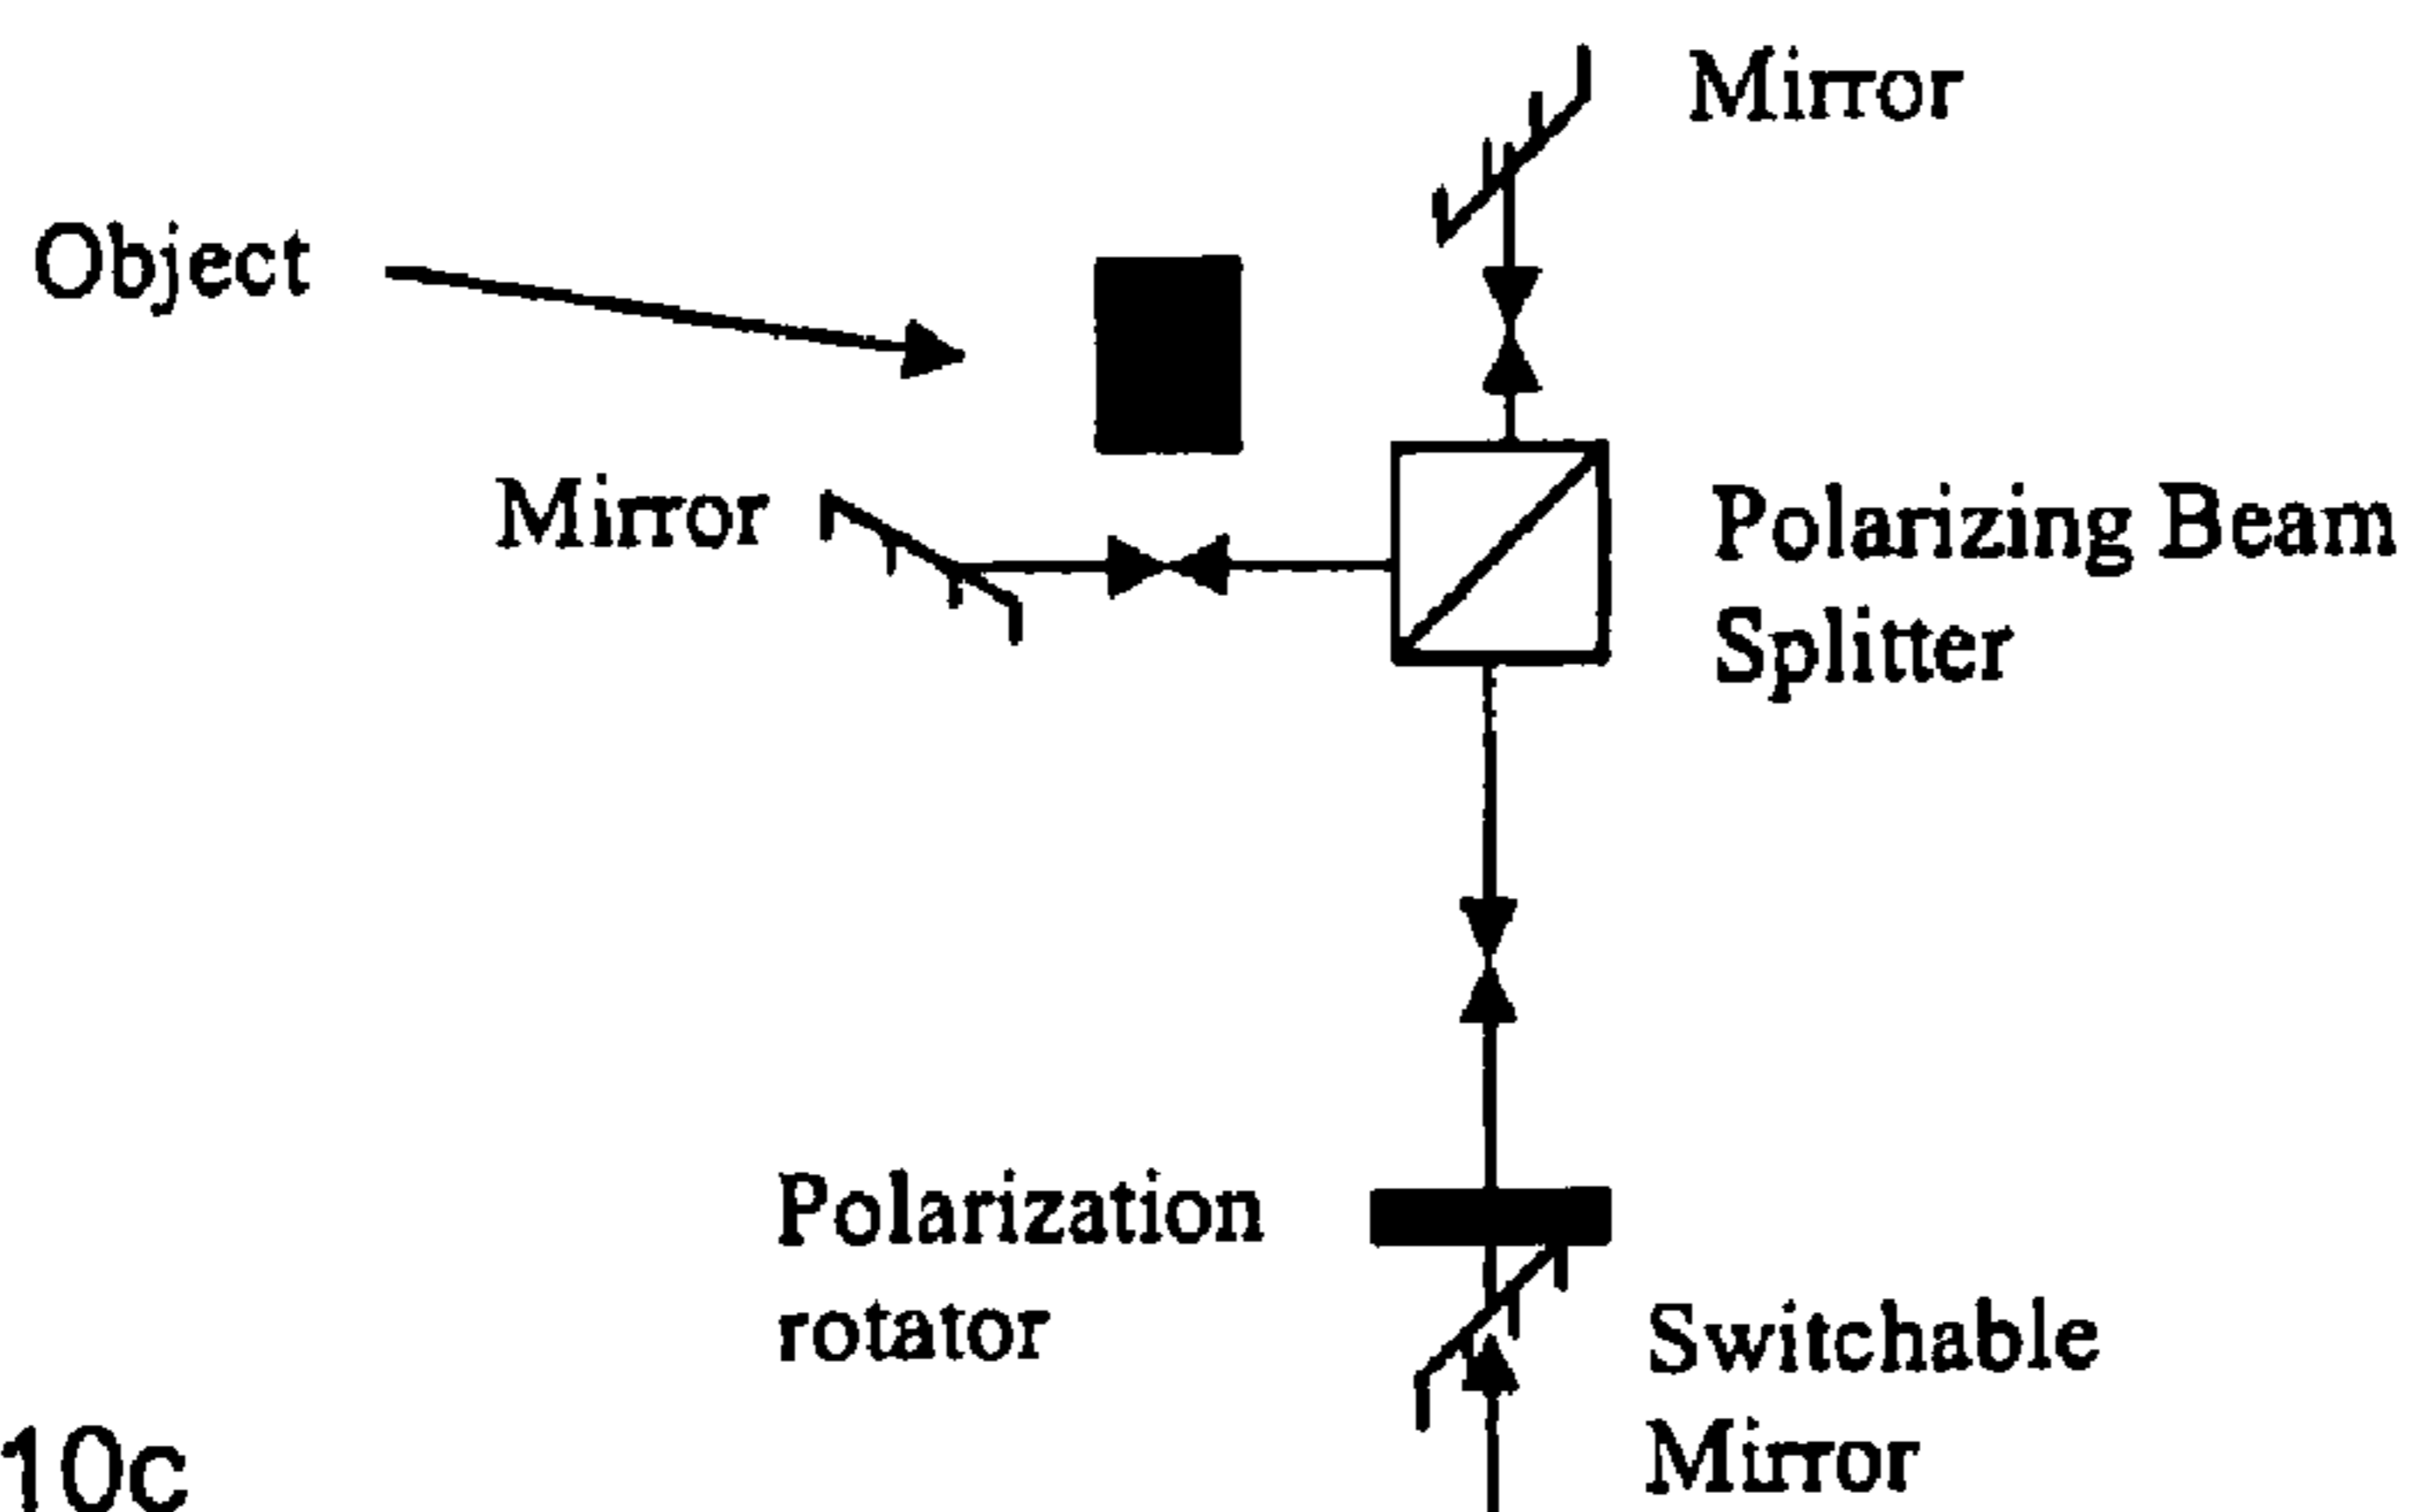 Mirror
Object
Mirror
Polarizing Beam
Splitter
Polarization
rotator
Switchable
Mirror
10c